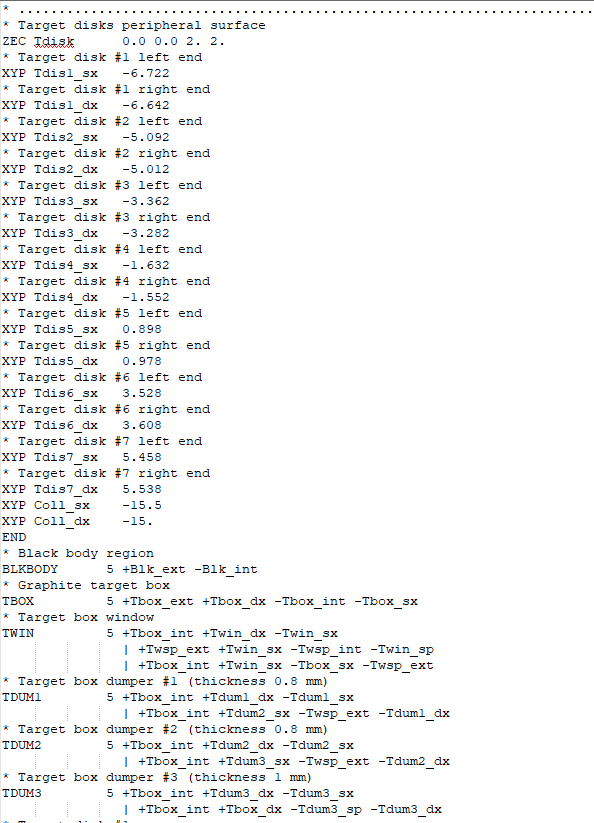 * ........................................................................
* Target disks peripheral surface
ZEC Tdisk      0.0 0.0 2. 2.
* Target disk #1 left end
XYP Tdis1_sx   -6.722
* Target disk #1 right end
XYP Tdis1_dx   -6.642
* Target disk #2 left end
XYP Tdis2_sx   -5.092
* Target disk #2 right end
XYP Tdis2_dx   -5.012
* Target disk #3 left end
XYP Tdis3_sx   -3.362
* Target disk #3 right end
XYP Tdis3_dx   -3.282
* Target disk #4 left end
XYP Tdis4_sx   -1.632
* Target disk #4 right end
XYP Tdis4_dx   -1.552
* Target disk #5 left end
XYP Tdis5_sx   0.898
* Target disk #5 right end
XYP Tdis5_dx   0.978
* Target disk #6 left end
XYP Tdis6_sx   3.528
* Target disk #6 right end
XYP Tdis6_dx   3.608
* Target disk #7 left end
XYP Tdis7_sx   5.458
* Target disk #7 right end
XYP Tdis7_dx   5.538
XYP Coll_sx    -15.5
XYP Coll_dx    -15.
END
* Black body region
BLKBODY      5 +Blk_ext -Blk_int
* Graphite target box
TBOX         5 +Tbox_ext +Tbox_dx -Tbox_int -Tbox_sx
* Target box window
TWIN         5 +Tbox_int +Twin_dx -Twin_sx
               | +Twsp_ext +Twin_sx -Twsp_int -Twin_sp
               | +Tbox_int +Twin_sx -Tbox_sx -Twsp_ext
* Target box dumper #1 (thickness 0.8 mm)
TDUM1        5 +Tbox_int +Tdum1_dx -Tdum1_sx
               | +Tbox_int +Tdum2_sx -Twsp_ext -Tdum1_dx
* Target box dumper #2 (thickness 0.8 mm)
TDUM2        5 +Tbox_int +Tdum2_dx -Tdum2_sx
               | +Tbox_int +Tdum3_sx -Twsp_ext -Tdum2_dx
* Target box dumper #3 (thickness 1 mm)
TDUM3        5 +Tbox_int +Tdum3_dx -Tdum3_sx
               | +Tbox_int +Tbox_dx -Tdum3_sp -Tdum3_dx